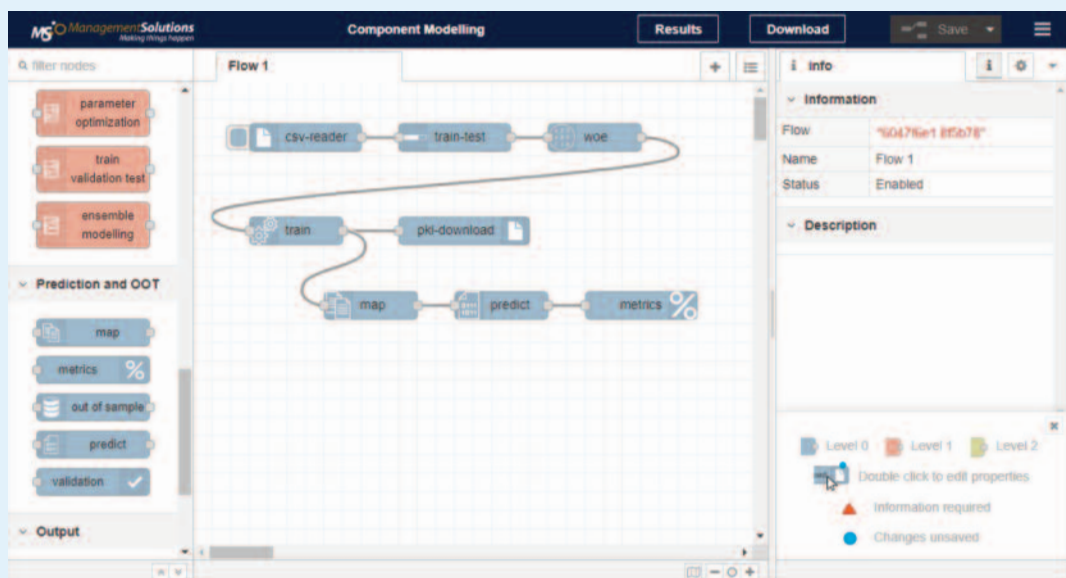 MS ManagementSolutions
Making things happen
Component Modelling
Results
Download
Save
filter nodes
parameter
optimization
train
validation test
ensemble
modelling
Prediction and OOT
map
metrics
out of sample
predict
validation
Output
Flow 1
csv-reader
train-test
woe
train
pkl-download
map
predict
metrics
i info
i
Information
Flow
Name Flow 1
Status Enabled
Description
Level 0 Level 1 Level 2
Double click to edit properties
Information required
Changes unsaved